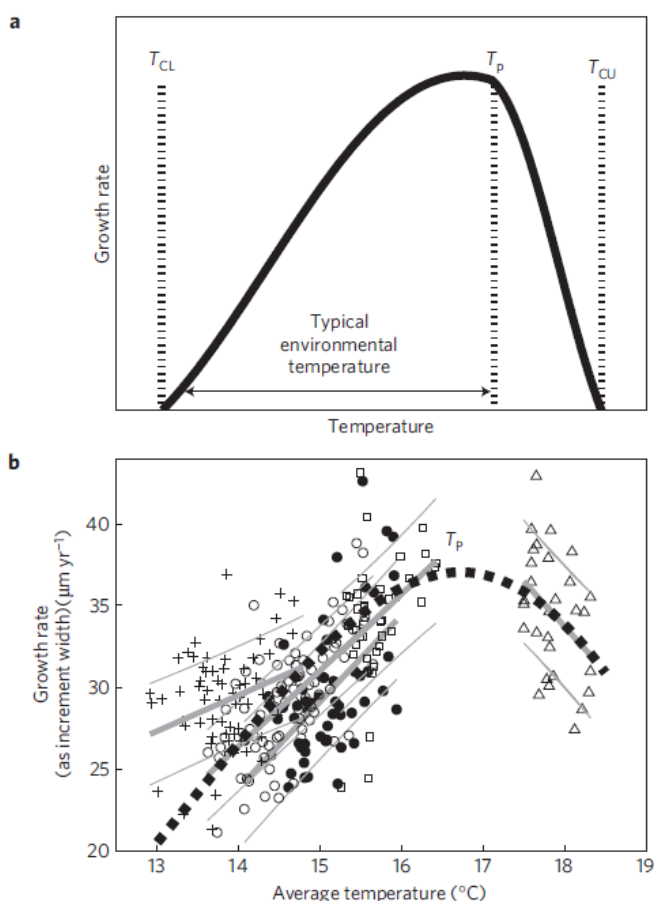 a
T_CL
T_P
T_CU
Growth rate
Typical
environmental
temperature
Temperature
b
T_P
Growth rate
(as increment width) (μm yr⁻¹)
40
35
30
25
20
13 14 15 16 17 18 19
Average temperature (°C)